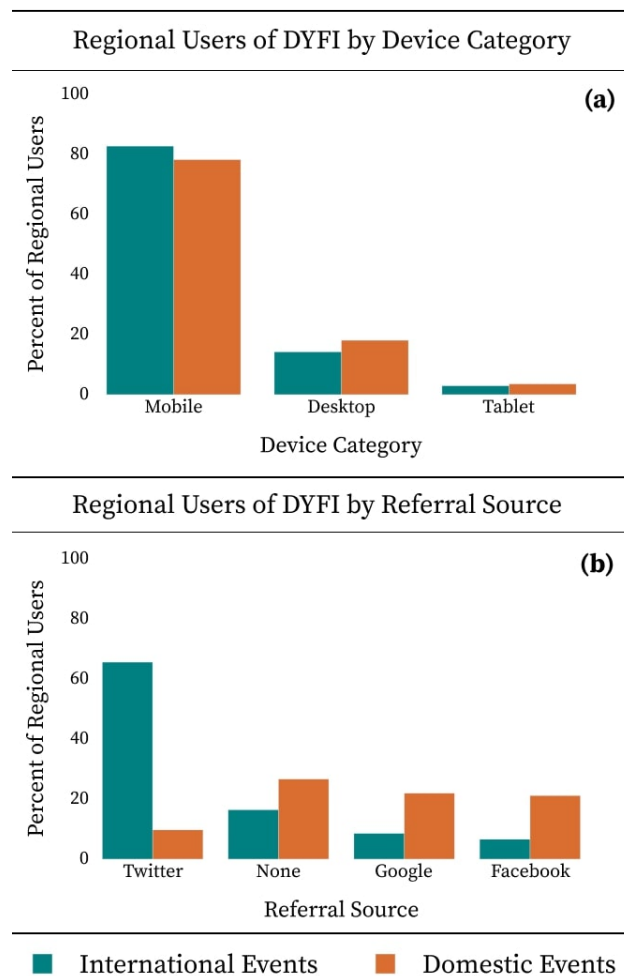 Regional Users of DYFI by Device Category
(a)
Percent of Regional Users
100
80
60
40
20
0
Mobile Desktop Tablet
Device Category
Regional Users of DYFI by Referral Source
(b)
Percent of Regional Users
100
80
60
40
20
0
Twitter None Google Facebook
Referral Source
International Events Domestic Events